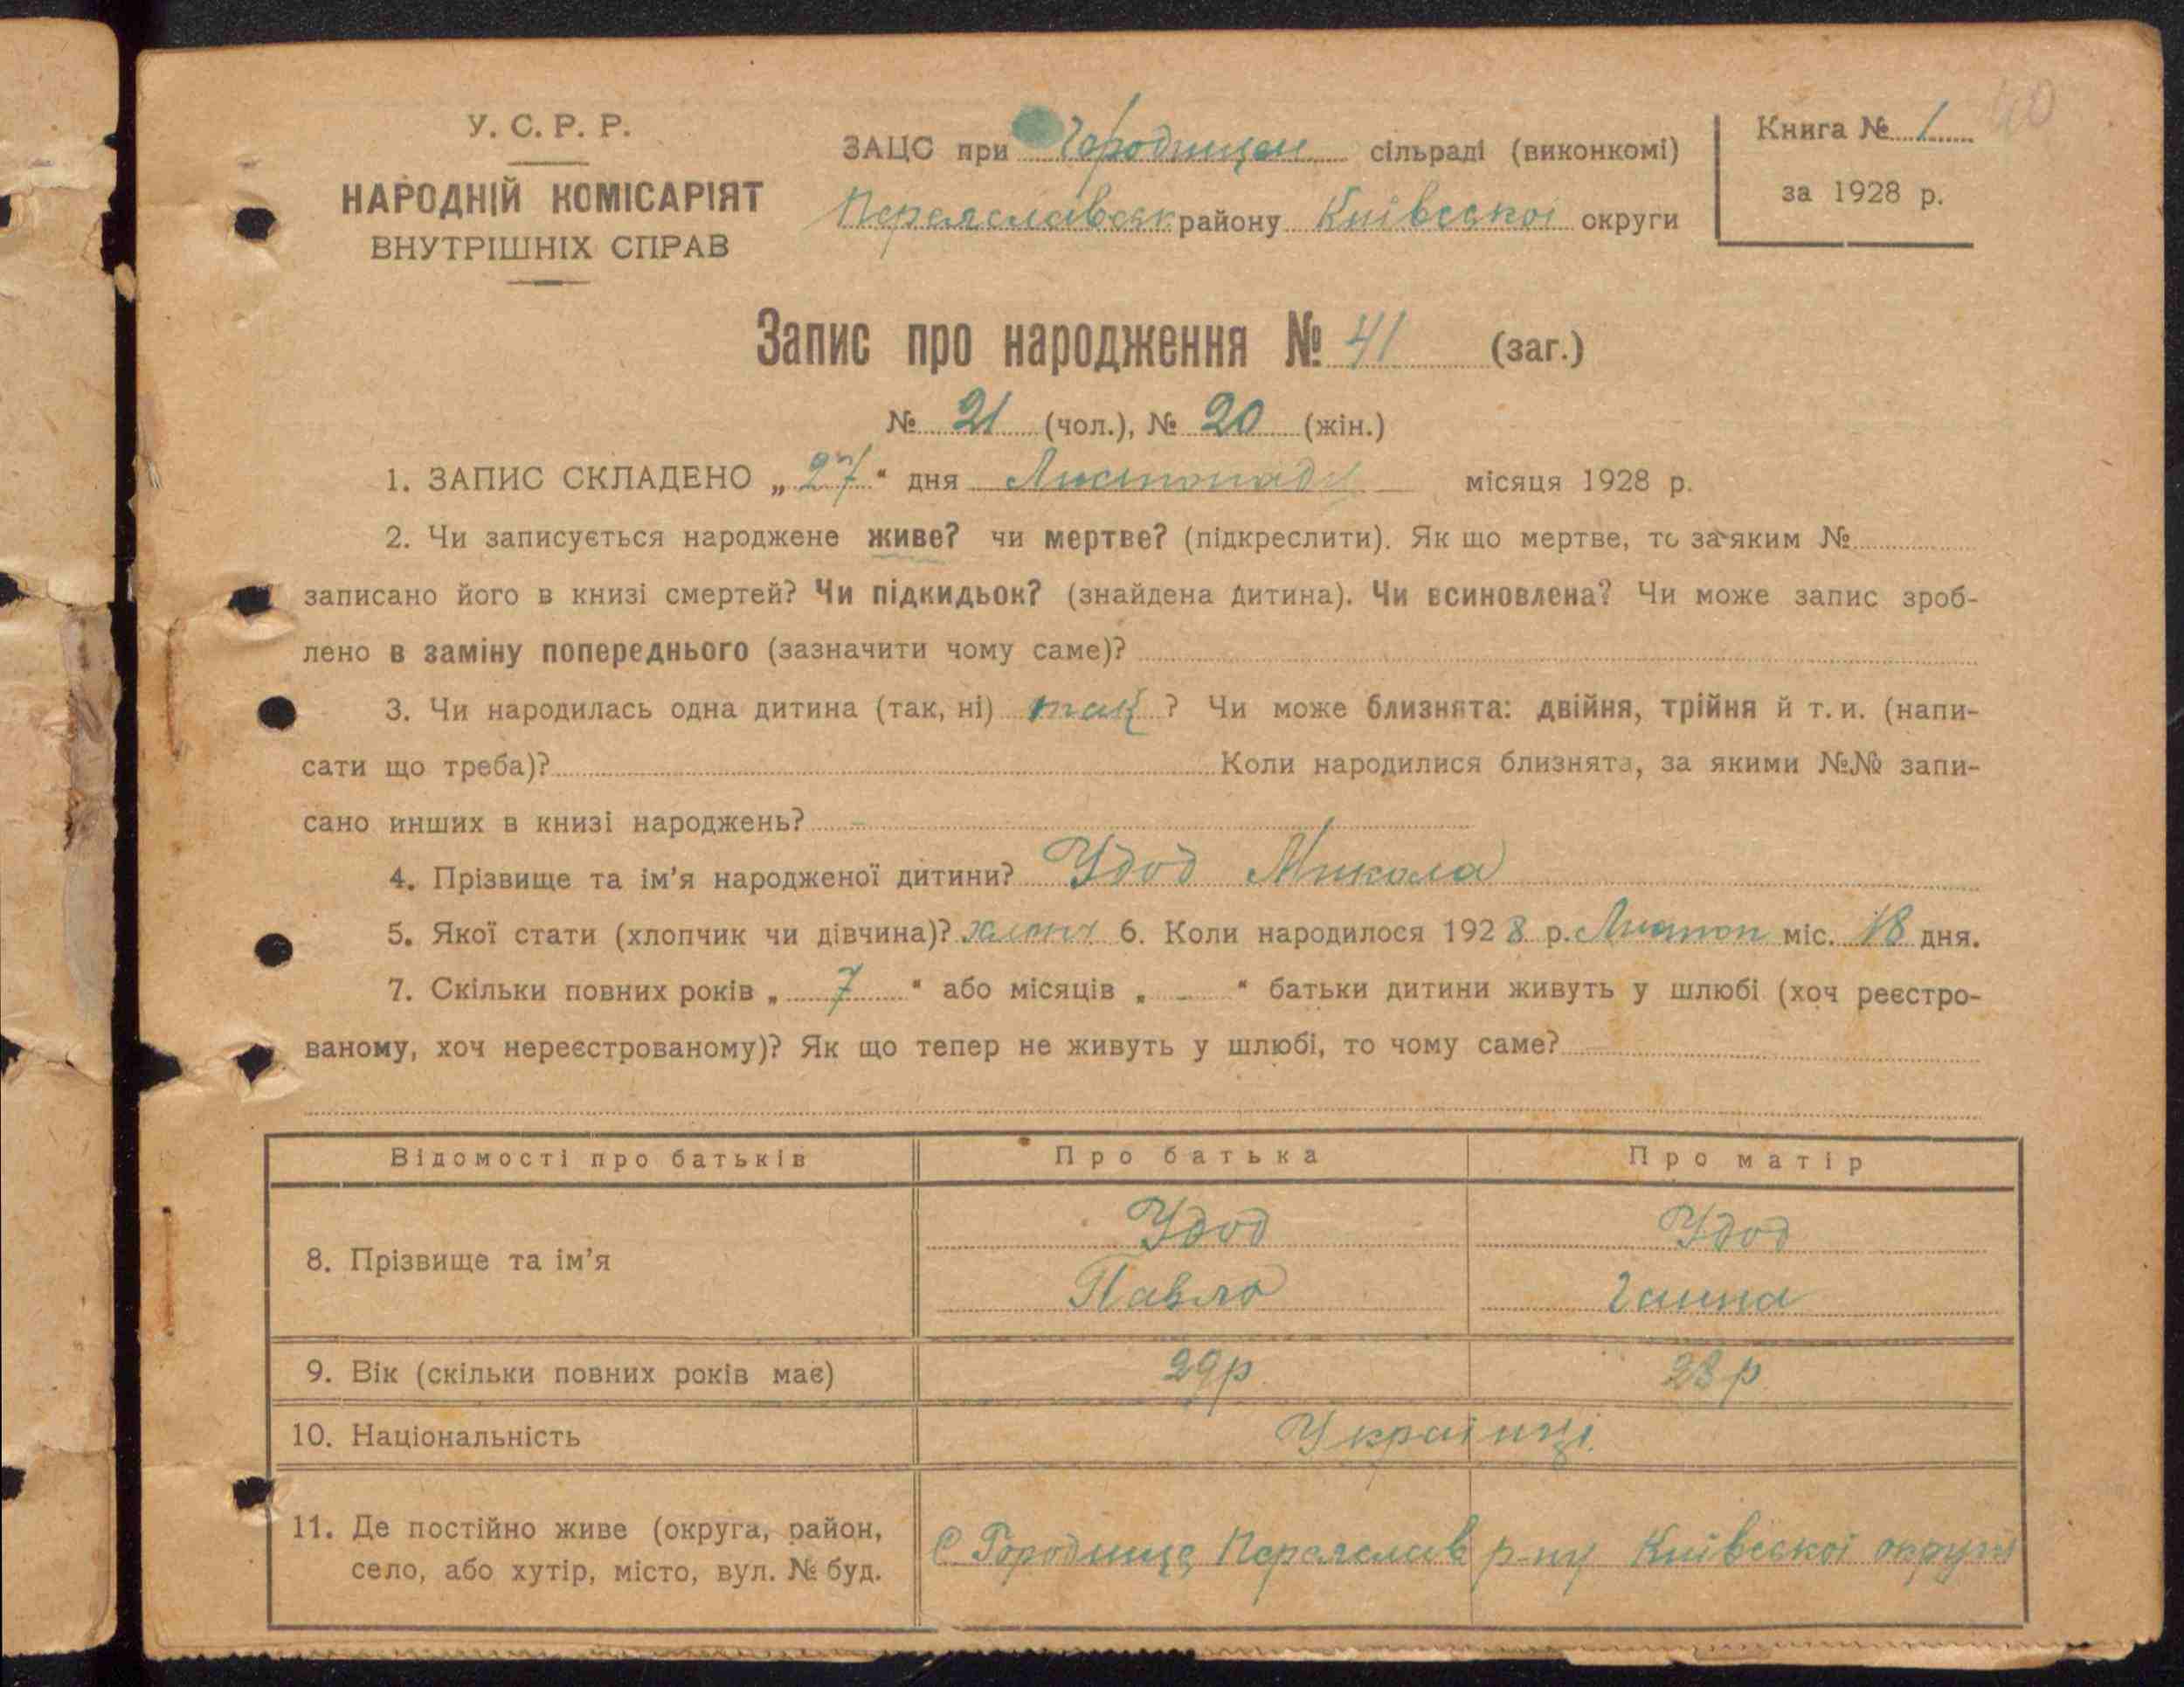 40
У. С. Р. Р.
НАРОДНІЙ КОМІСАРІЯТ
ВНУТРІШНІХ СПРАВ
ЗАЦС при Городищен сільраді (виконкомі)
Переяславськ району Київської округи
Книга № 1
за 1928 р.
Запис про народження № 41 (заг.)
№ 21 (чол.), № 20 (жін.)
1. ЗАПИС СКЛАДЕНО „27“ дня Листопада місяця 1928 р.
2. Чи записується народжене живе? чи мертве? (підкреслити). Як що мертве, то за яким №
записано його в книзі смертей? Чи підкидьок? (знайдена дитина). Чи всиновлена? Чи може запис зроб-
лено в заміну попереднього (зазначити чому саме)?
3. Чи народилась одна дитина (так, ні) так ? Чи може близнята: двійня, трійня й т. и. (напи-
сати що треба)? Коли народилися близнята, за якими №№ запи-
сано инших в книзі народжень? -
4. Прізвище та ім’я народженої дитини? Удод Микола
5. Якої стати (хлопчик чи дівчина)? хлопч 6. Коли народилося 1928 р. Листоп міс. 18 дня.
7. Скільки повних років „ 7 “ або місяців „ - “ батьки дитини живуть у шлюбі (хоч реєстро-
ваному, хоч нереєстрованому)? Як що тепер не живуть у шлюбі, то чому саме? -
Відомості про батьків Про батька Про матір
8. Прізвище та ім’я Удод Удод
Павло Ганна
9. Вік (скільки повних років має) 29р 28р
10. Національність Українці.
11. Де постійно живе (округа, район,
село, або хутір, місто, вул. № буд.
С Городище Переяслав р-ну Київської округи